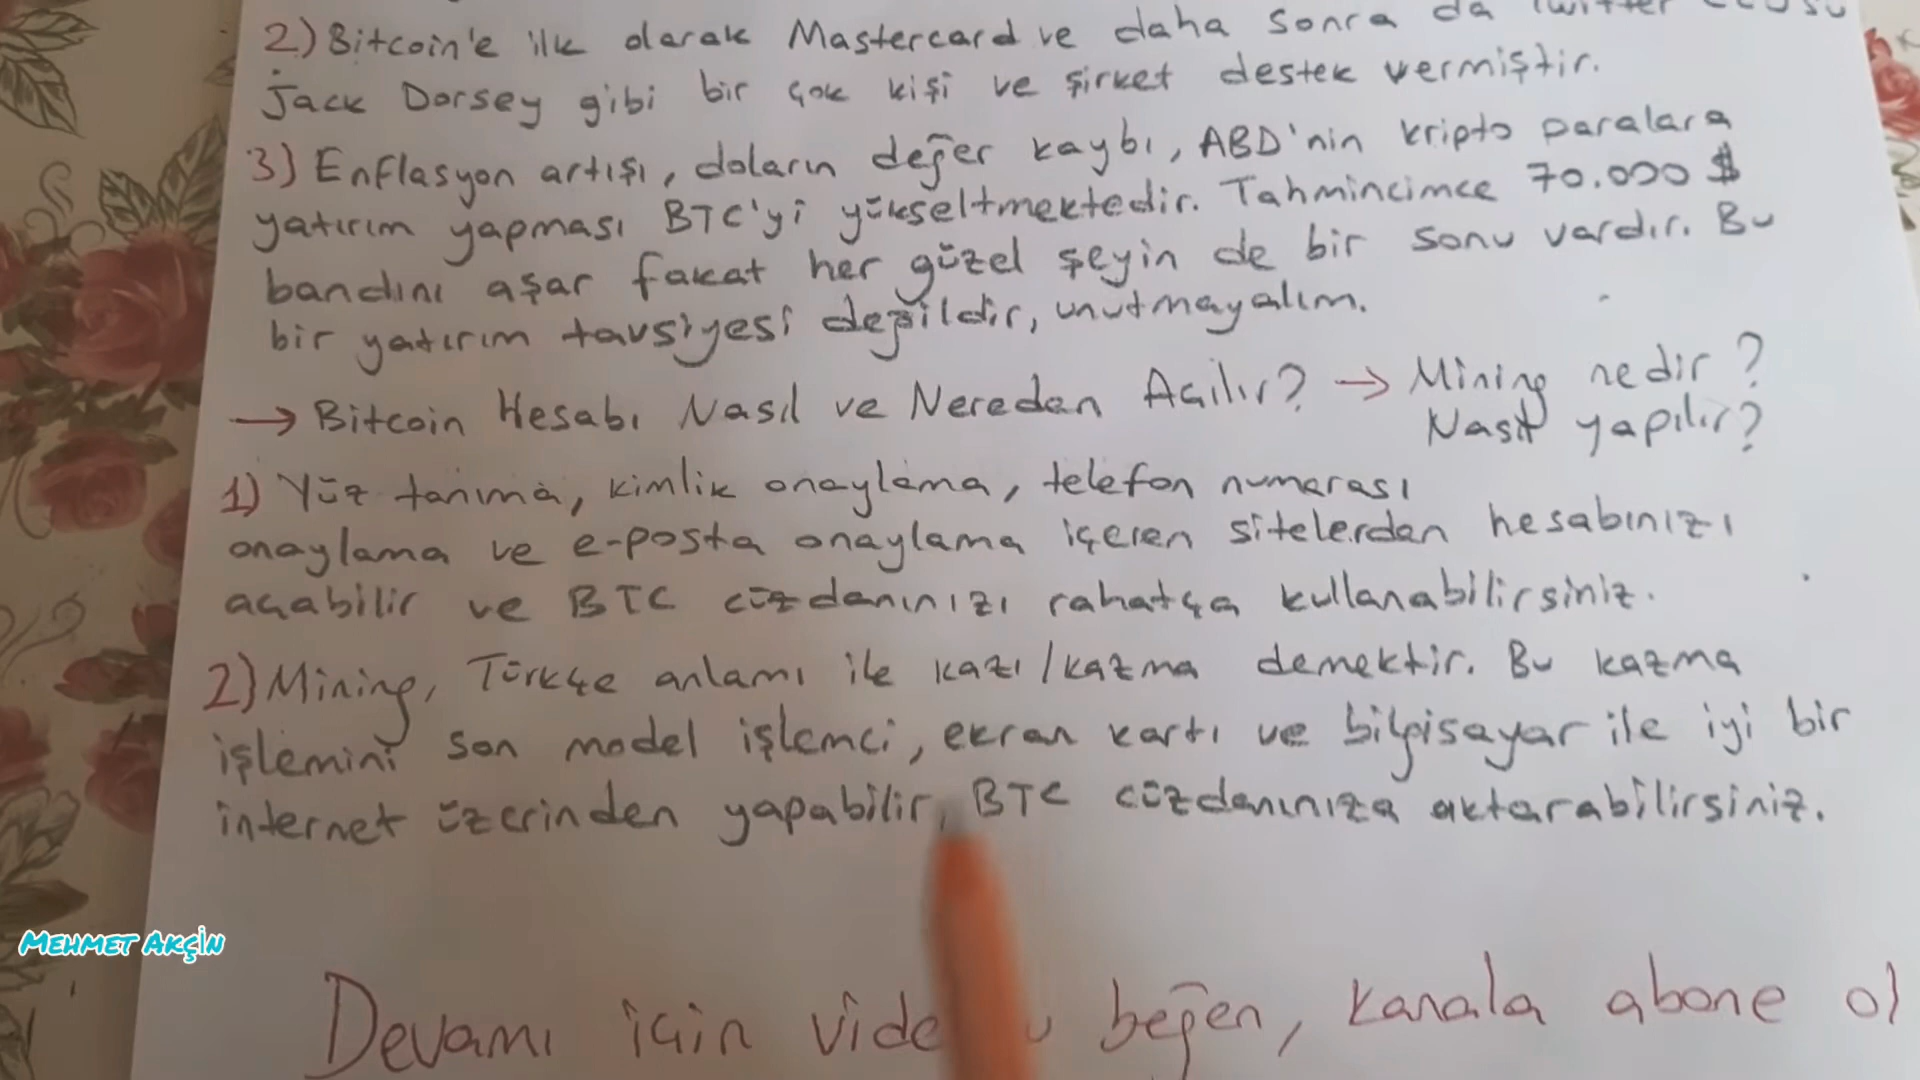 2) Bitcoin'e ilk olarak Mastercard ve daha sonra da Twitter CEO'su
Jack Dorsey gibi bir çok kişi ve şirket destek vermiştir.
3) Enflasyon artışı, doların değer kaybı, ABD'nin kripto paralara
yatırım yapması BTC'yi yükseltmektedir. Tahmincimce 70.000 $
bandını aşar fakat her güzel şeyin de bir sonu vardır. Bu
bir yatırım tavsiyesi değildir, unutmayalım.
→ Bitcoin Hesabı Nasıl ve Nereden Açılır? → Mining nedir?
Nasıl yapılır?
1) Yüz tanıma, kimlik onaylama, telefon numarası
onaylama ve e-posta onaylama içeren sitelerden hesabınızı
açabilir ve BTC cüzdanınızı rahatça kullanabilirsiniz.
2) Mining, Türkçe anlamı ile kazı/kazma demektir. Bu kazma
işlemini son model işlemci, ekran kartı ve bilgisayar ile iyi bir
internet üzerinden yapabilir, BTC cüzdanınıza aktarabilirsiniz.
MEHMET AKÇİN
Devamı için beğen, kanala abone ol